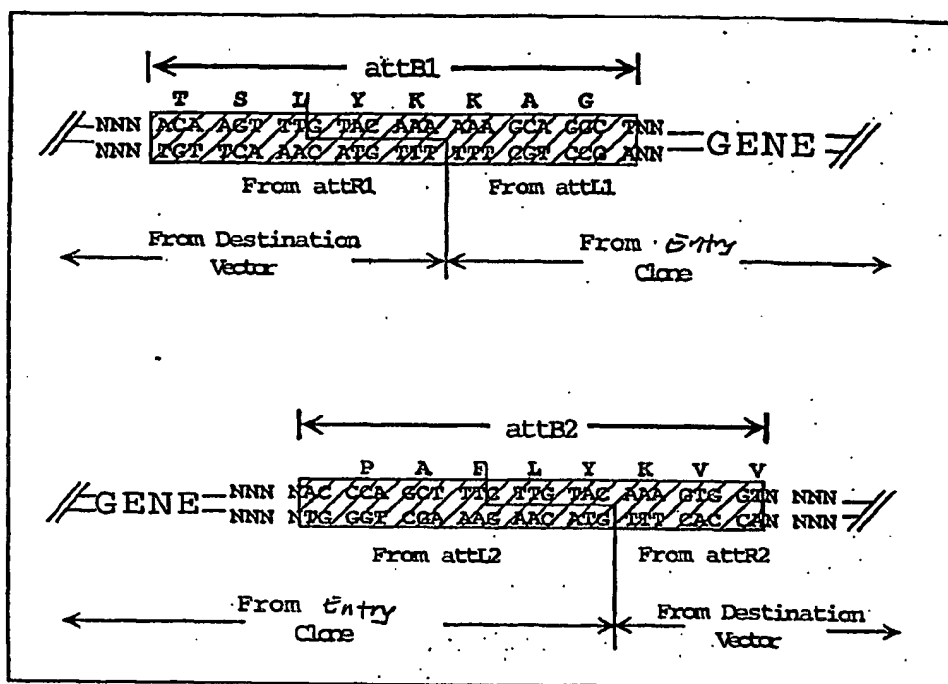 attB1
T S L Y K K A G
NNN ACA AGT TTG TAC AAA AAA GCA GGC TNN GENE
NNN TGT TCA AAC ATG TTT TTT CGT CCG ANN
From attR1 From attL1
From Destination Vector From Entry Clone
attB2
P A F L Y K V V
GENE NNN NAC CCA GCT TTC TTG TAC AAA GTG GTN NNN
NNN NTG GGT CGA AAG AAC ATG TTT CAC CAN NNN
From attL2 From attR2
From Entry Clone From Destination Vector